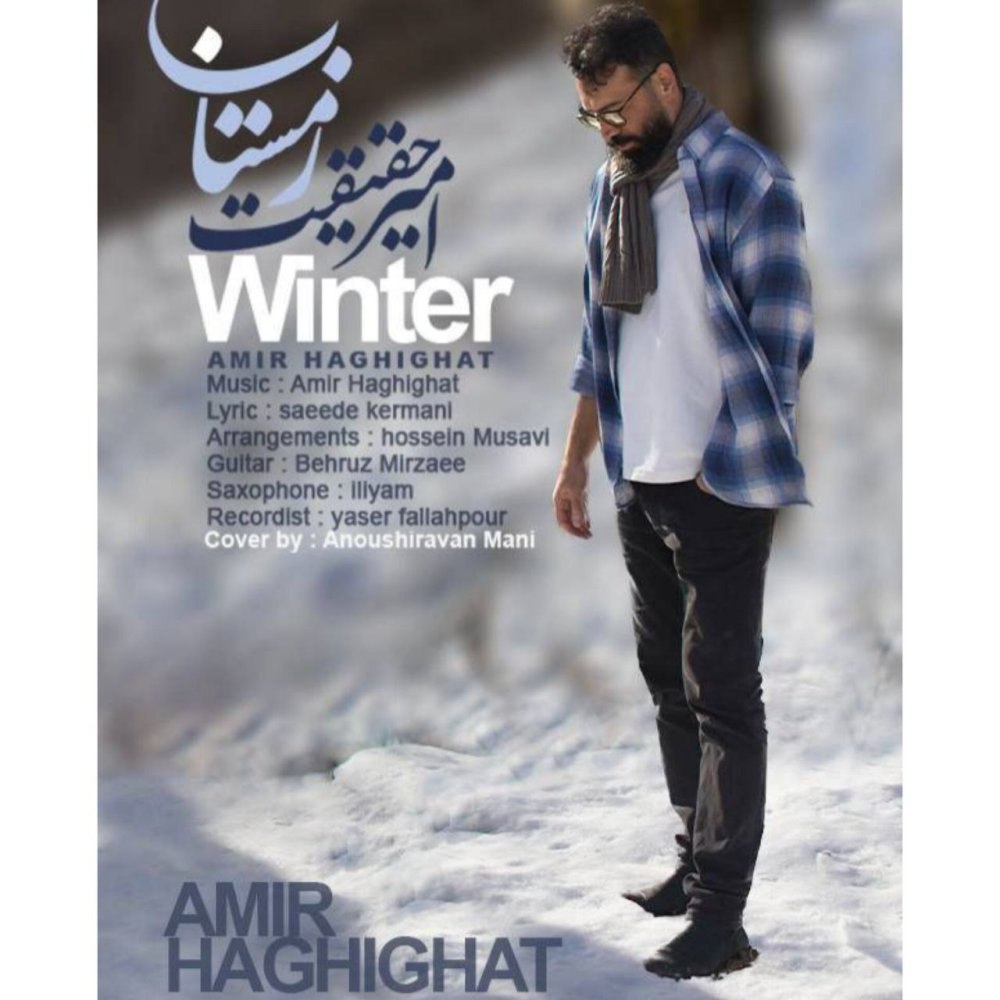 زمستان
امیر حقیقت
Winter
AMIR HAGHIGHAT
Music : Amir Haghighat
Lyric : saeede kermani
Arrangements : hossein Musavi
Guitar : Behruz Mirzaee
Saxophone : iliyam
Recordist : yaser fallahpour
Cover by : Anoushiravan Mani
AMIR
HAGHIGHAT